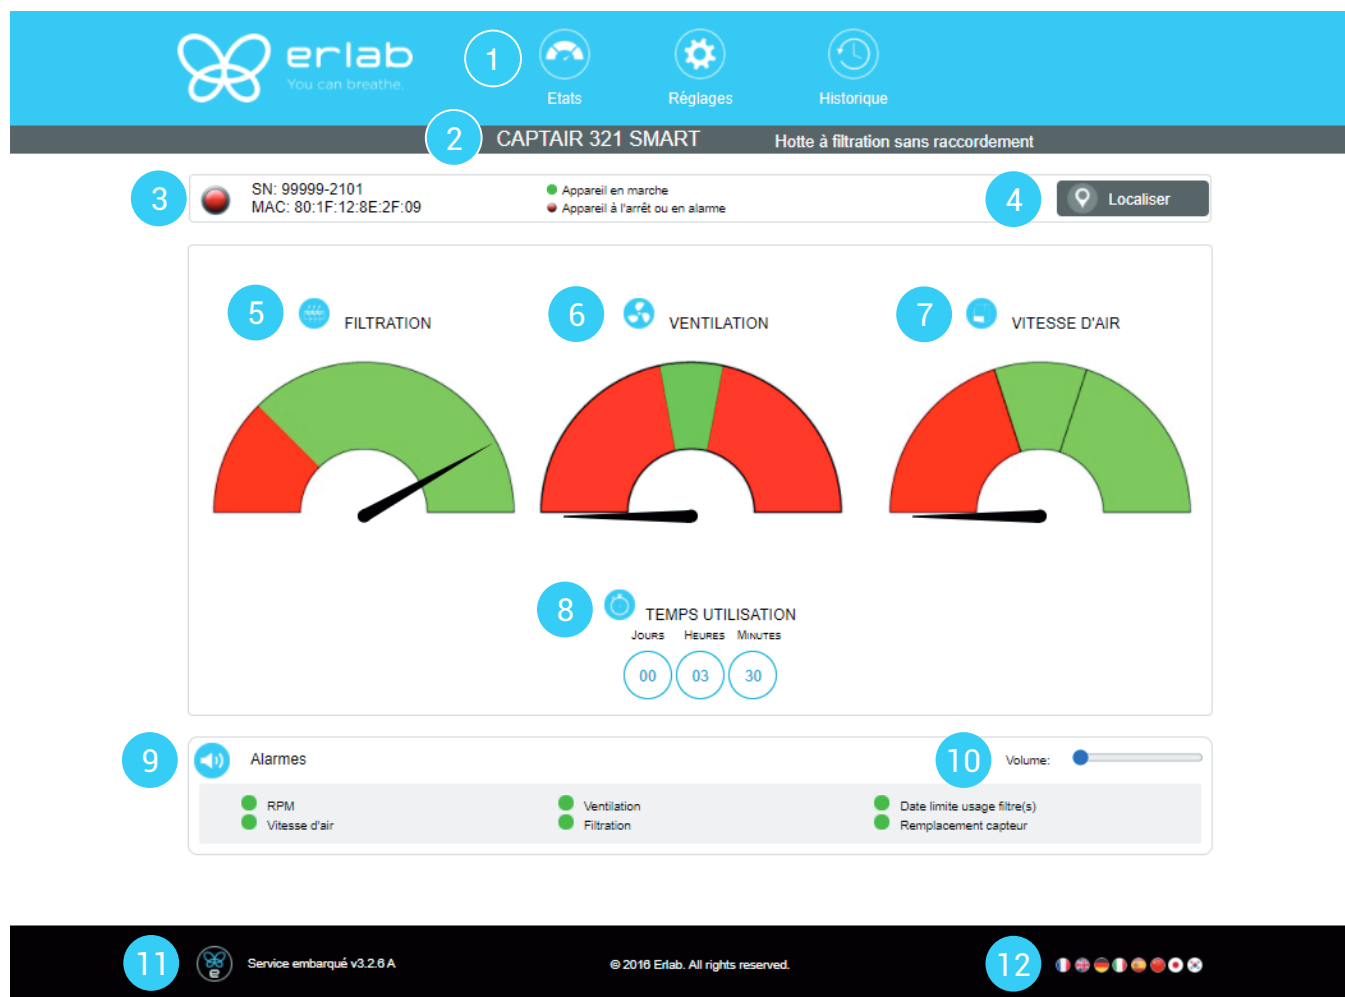 erlab
You can breathe.
1
Etats
Réglages
Historique
2
CAPTAIR 321 SMART
Hotte à filtration sans raccordement
3
SN: 99999-2101
MAC: 80:1F:12:8E:2F:09
Appareil en marche
Appareil à l'arrêt ou en alarme
4
Localiser
5
FILTRATION
6
VENTILATION
7
VITESSE D'AIR
8
TEMPS UTILISATION
Jours Heures Minutes
00 03 30
9
Alarmes
10
Volume:
RPM
Vitesse d'air
Ventilation
Filtration
Date limite usage filtre(s)
Remplacement capteur
11
e
Service embarqué v3.2.6 A
© 2016 Erlab. All rights reserved.
12